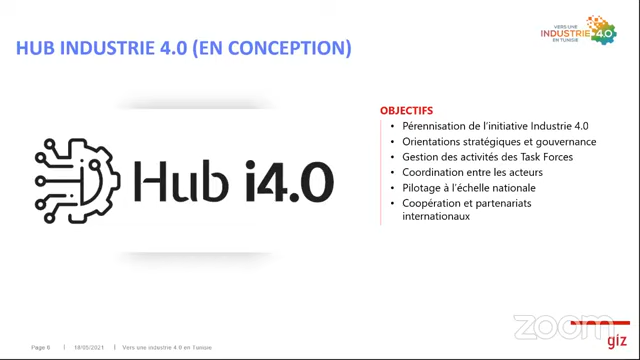 VERS UNE
INDUSTRIE 4.0
EN TUNISIE
HUB INDUSTRIE 4.0 (EN CONCEPTION)
Hub i4.0
OBJECTIFS
• Pérennisation de l'initiative Industrie 4.0
• Orientations stratégiques et gouvernance
• Gestion des activités des Task Forces
• Coordination entre les acteurs
• Pilotage à l'échelle nationale
• Coopération et partenariats
internationaux
zoom
giz
Page 6 | 18/05/2021 | Vers une industrie 4.0 en Tunisie